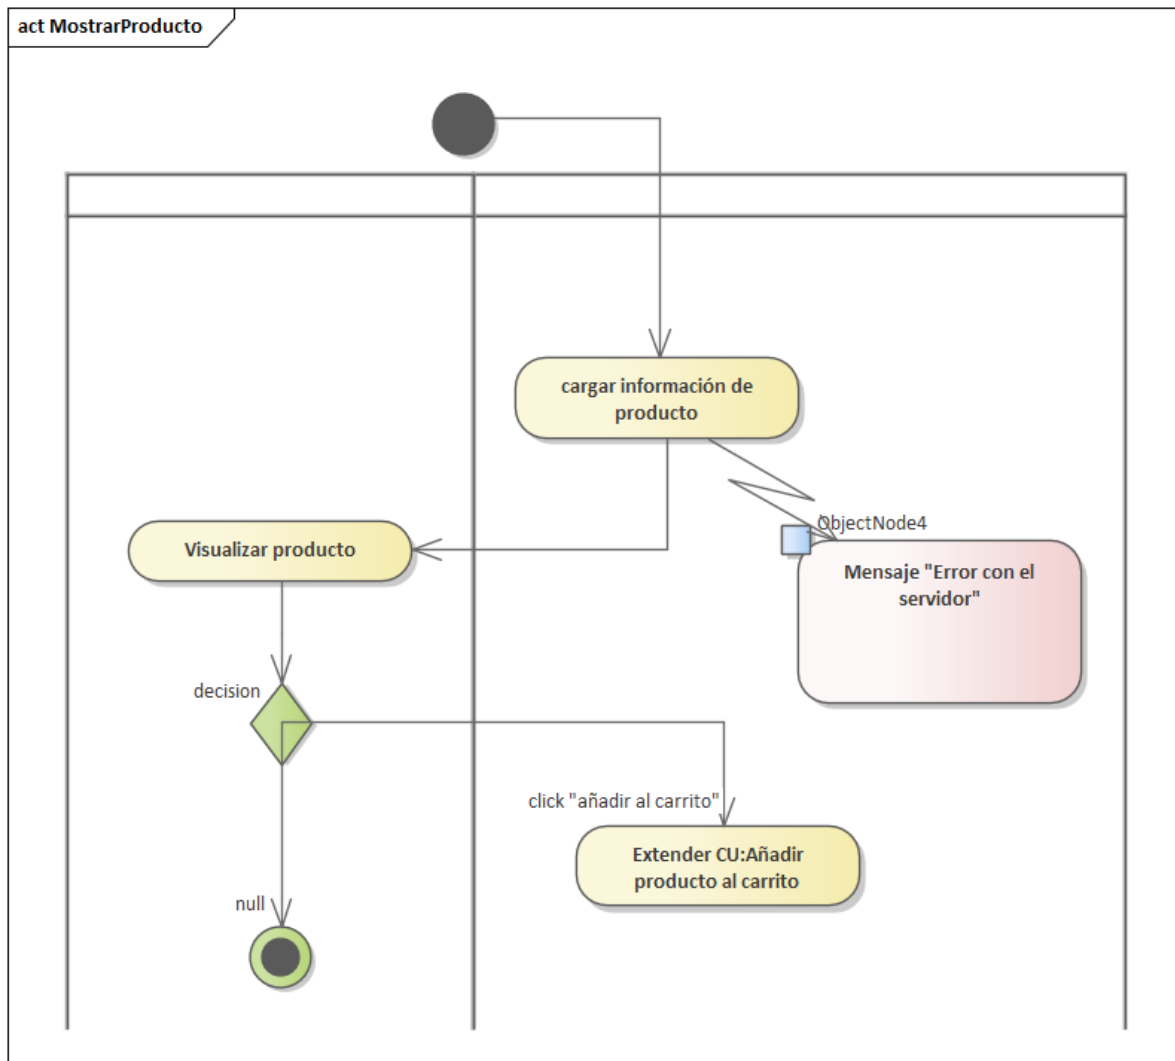 act MostrarProducto
cargar información de
producto
ObjectNode4
Visualizar producto
Mensaje "Error con el
servidor"
decision
click "añadir al carrito"
Extender CU:Añadir
producto al carrito
null